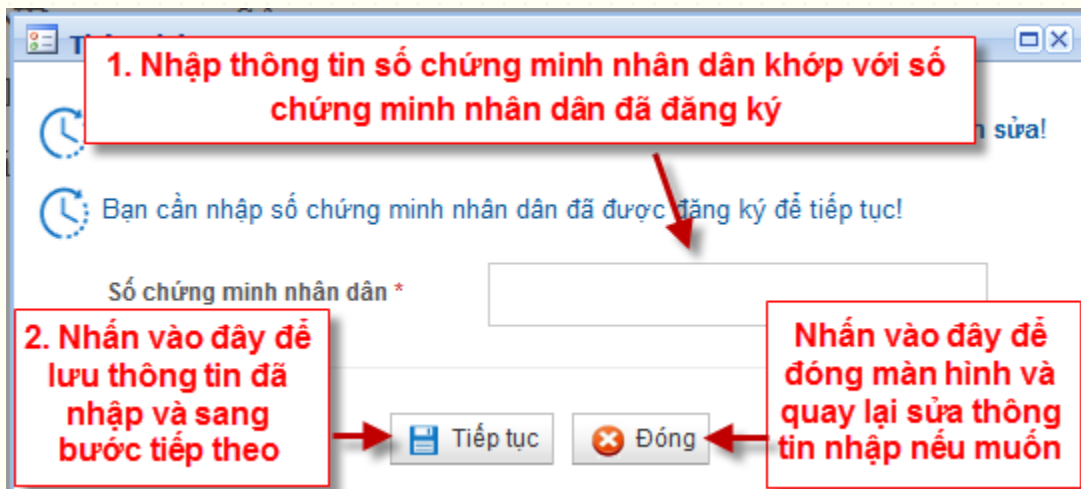 1. Nhập thông tin số chứng minh nhân dân khớp với số
chứng minh nhân dân đã đăng ký
sửa!
Bạn cần nhập số chứng minh nhân dân đã được đăng ký để tiếp tục!
Số chứng minh nhân dân *
2. Nhấn vào đây để
lưu thông tin đã
nhập và sang
bước tiếp theo
Nhấn vào đây để
đóng màn hình và
quay lại sửa thông
tin nhập nếu muốn
Tiếp tục
Đóng